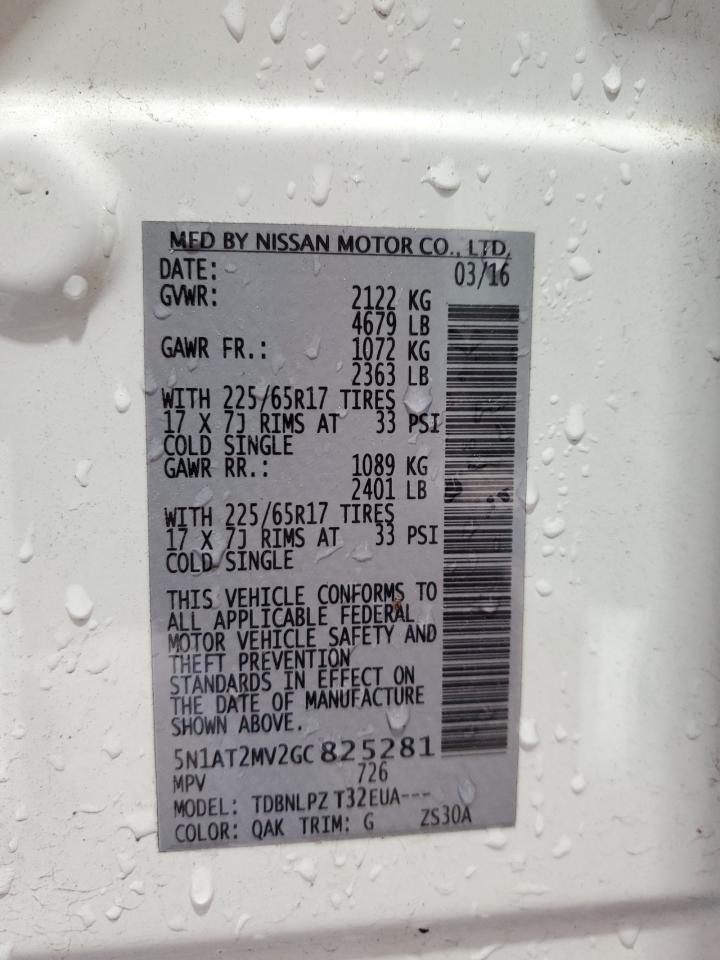 MFD BY NISSAN MOTOR CO., LTD.
DATE: 03/16
GVWR: 2122 KG
4679 LB
GAWR FR.: 1072 KG
2363 LB
WITH 225/65R17 TIRES
17 X 7J RIMS AT 33 PSI
COLD SINGLE
GAWR RR.: 1089 KG
2401 LB
WITH 225/65R17 TIRES
17 X 7J RIMS AT 33 PSI
COLD SINGLE
THIS VEHICLE CONFORMS TO
ALL APPLICABLE FEDERAL
MOTOR VEHICLE SAFETY AND
THEFT PREVENTION
STANDARDS IN EFFECT ON
THE DATE OF MANUFACTURE
SHOWN ABOVE.
5N1AT2MV2GC825281
MPV 726
MODEL: TDBNLPZ T32EUA---
COLOR: QAK TRIM: G ZS30A